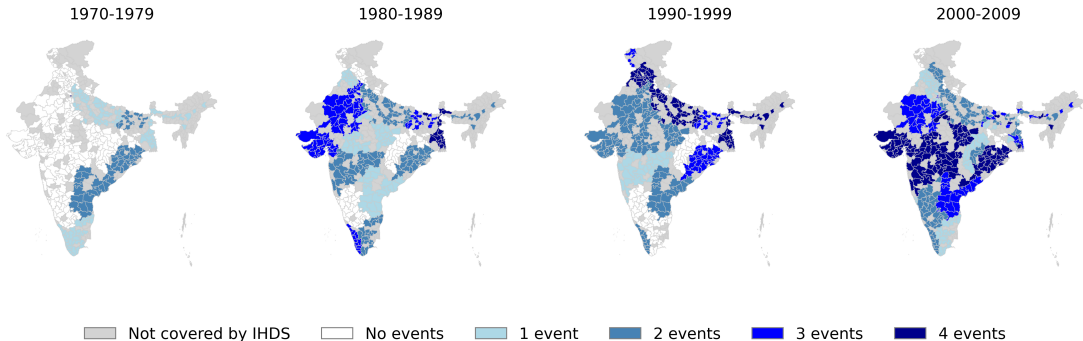 1970-1979 1980-1989 1990-1999 2000-2009
Not covered by IHDS No events 1 event 2 events 3 events 4 events